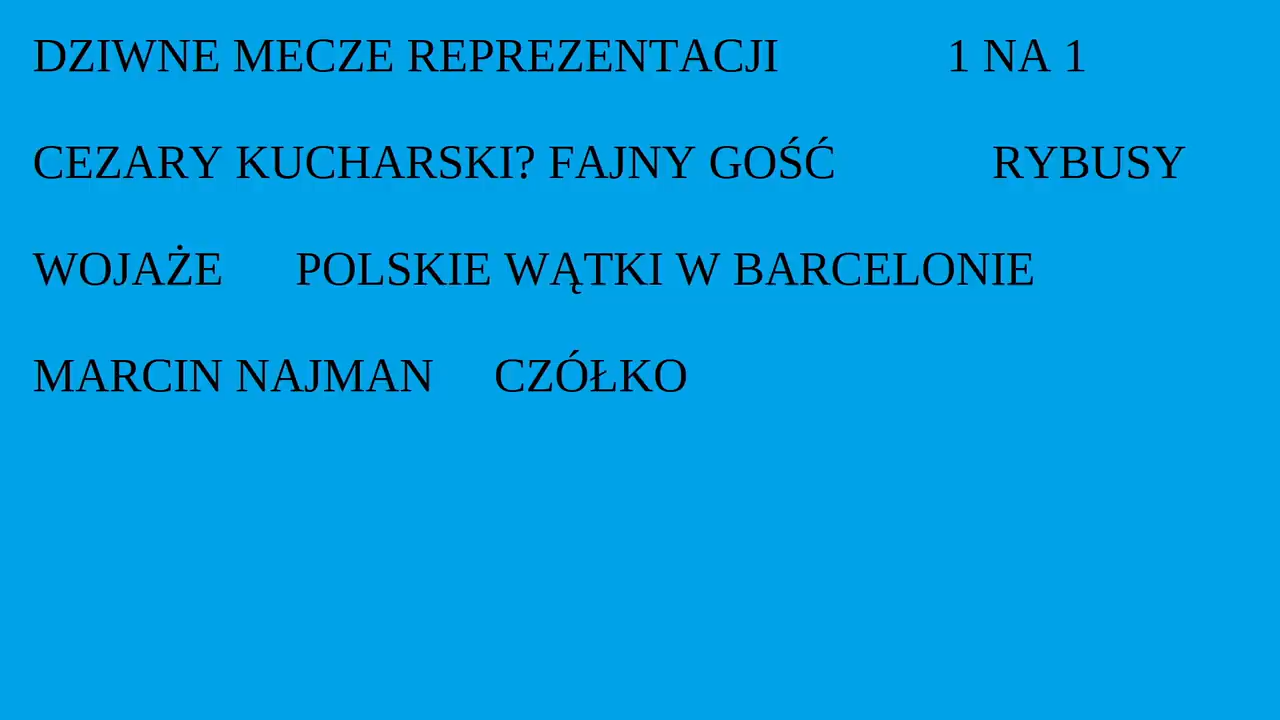 DZIWNE MECZE REPREZENTACJI 1 NA 1
CEZARY KUCHARSKI? FAJNY GOŚĆ RYBUSY
WOJAŻE POLSKIE WĄTKI W BARCELONIE
MARCIN NAJMAN CZÓŁKO